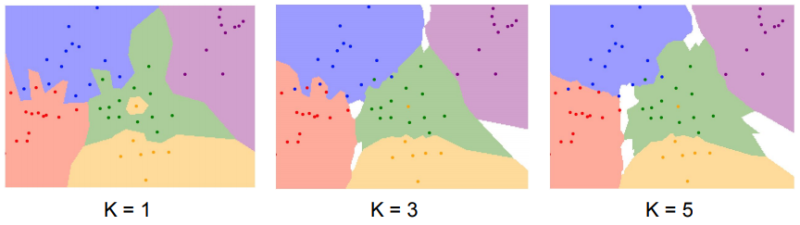 K = 1
K = 3
K = 5